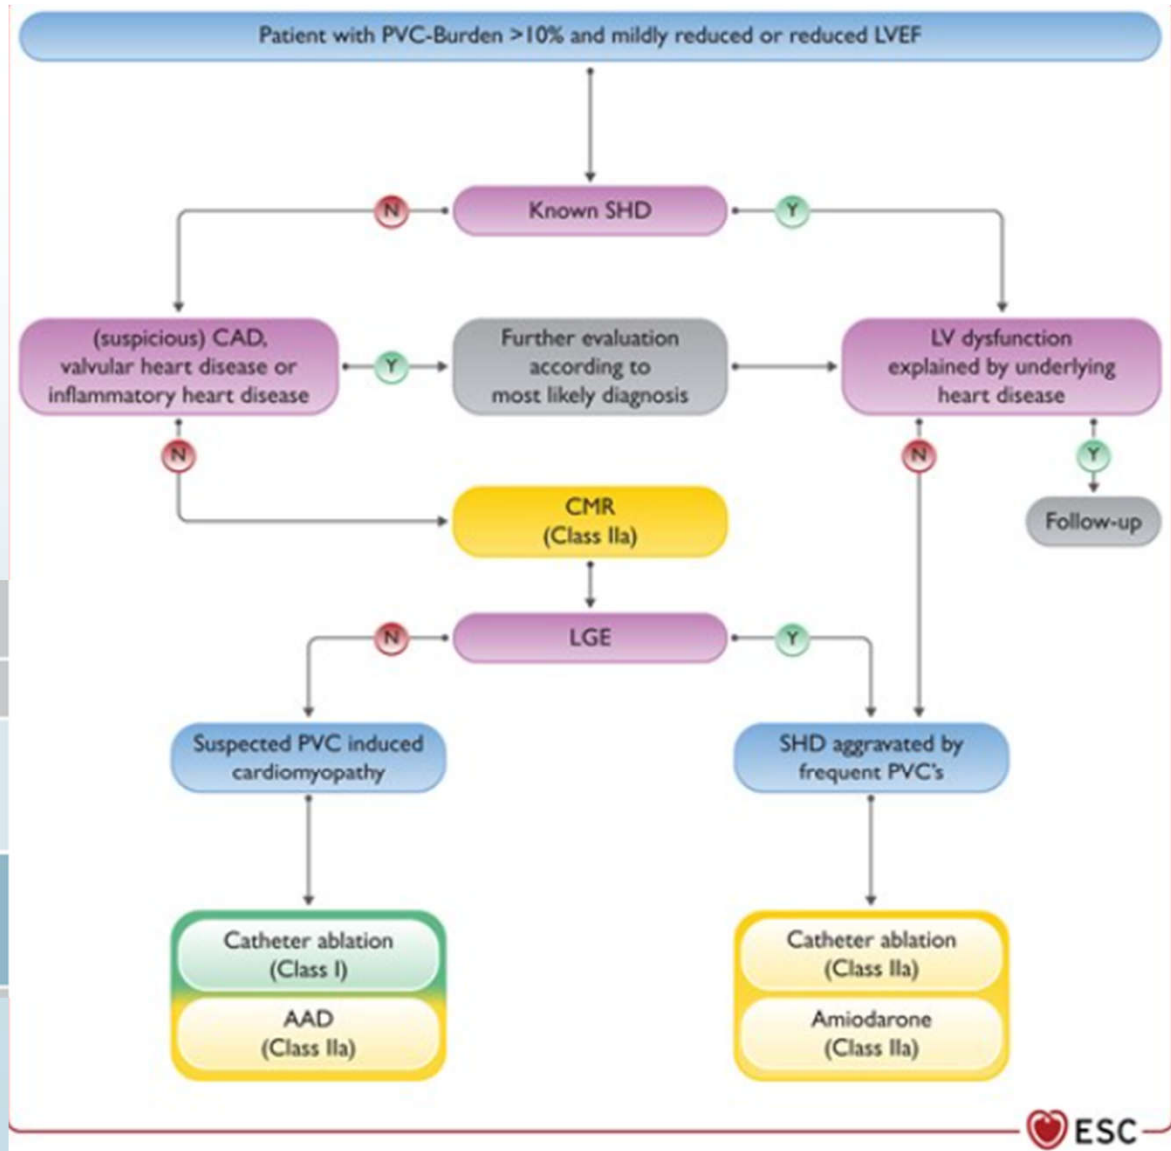 Patient with PVC-Burden >10% and mildly reduced or reduced LVEF
N
Known SHD
Y
(suspicious) CAD,
valvular heart disease or
inflammatory heart disease
Y
Further evaluation
according to
most likely diagnosis
LV dysfunction
explained by underlying
heart disease
N
N
Y
CMR
(Class IIa)
Follow-up
N
LGE
Y
Suspected PVC induced
cardiomyopathy
SHD aggravated by
frequent PVC's
Catheter ablation
(Class I)
AAD
(Class IIa)
Catheter ablation
(Class IIa)
Amiodarone
(Class IIa)
ESC